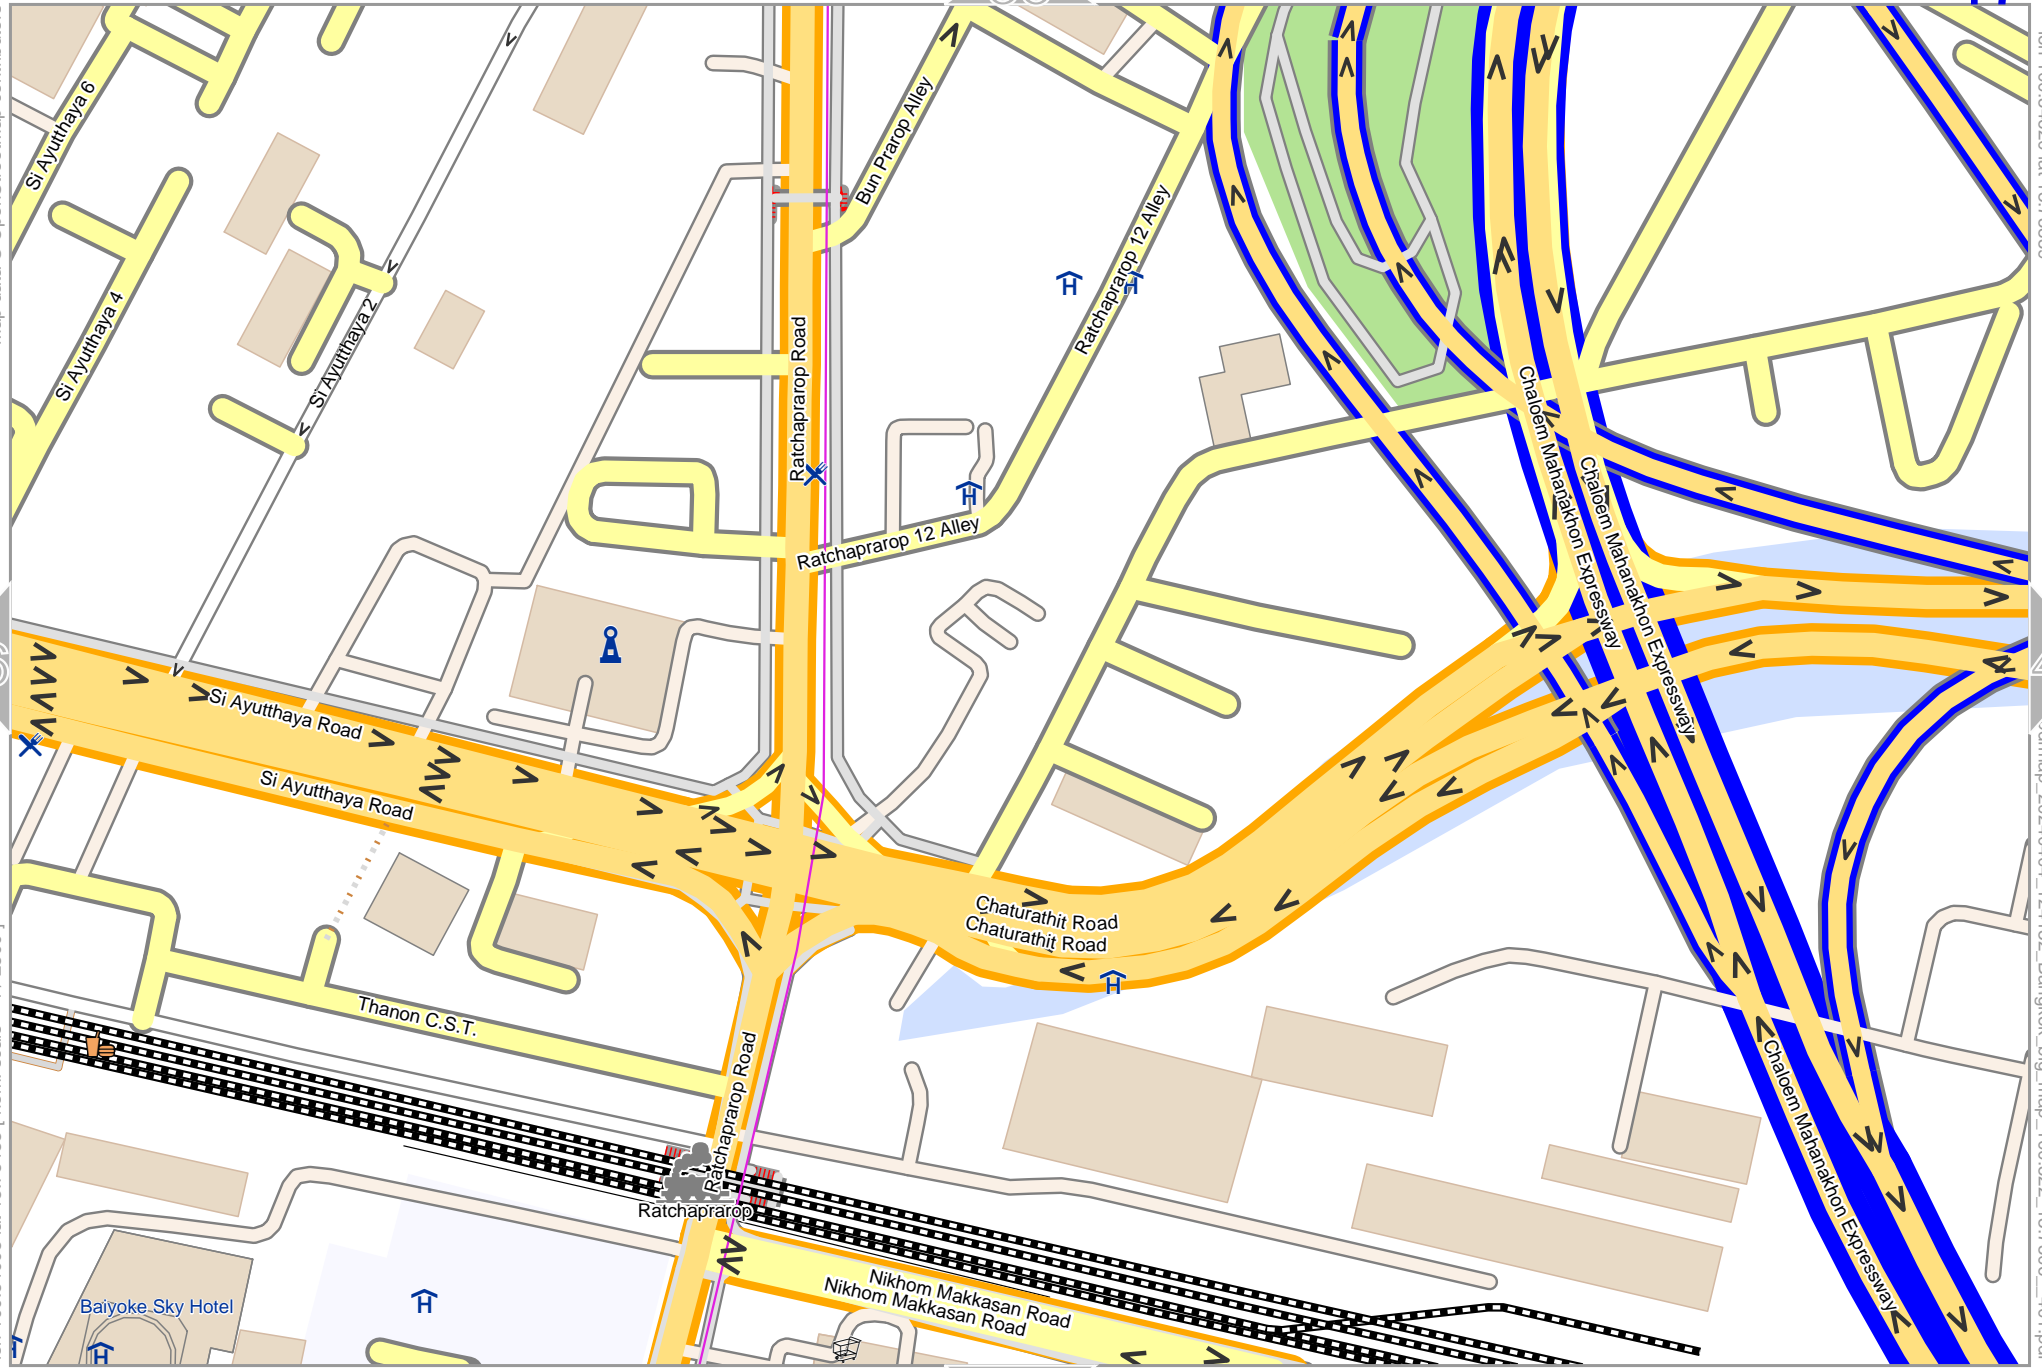 Si Ayutthaya 6
Bun Prarop Alley
Ratchaprarop 12 Alley
Si Ayutthaya 4
Si Ayutthaya 2
Ratchaprarop Road
Chaloem Mahanakhon Expressway
Chaloem Mahanakhon Expressway
Ratchaprarop 12 Alley
Si Ayutthaya Road
Si Ayutthaya Road
Chaturathit Road
Chaturathit Road
Thanon C.S.T.
Ratchaprarop Road
Chaloem Mahanakhon Expressway
Ratchaprarop
Nikhom Makkasan Road
Nikhom Makkasan Road
Baiyoke Sky Hotel